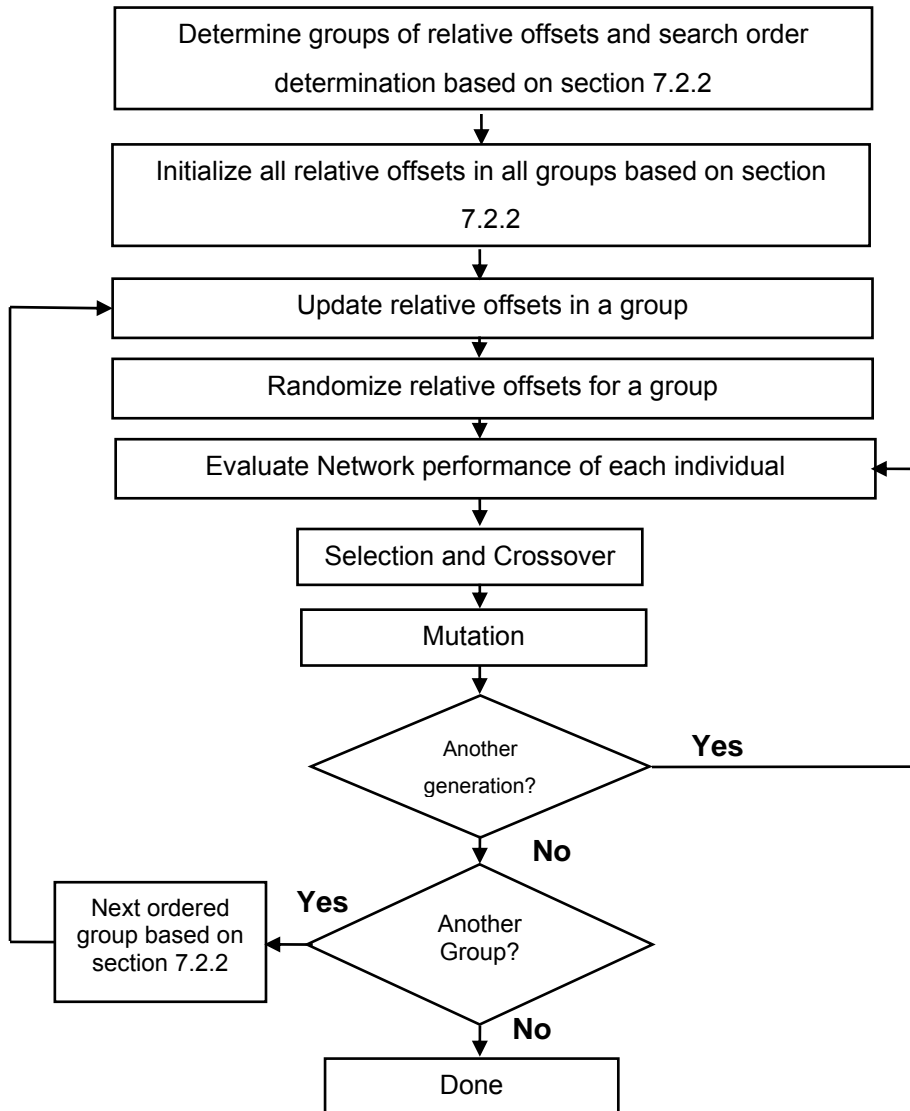 Determine groups of relative offsets and search order
determination based on section 7.2.2
Initialize all relative offsets in all groups based on section
7.2.2
Update relative offsets in a group
Randomize relative offsets for a group
Evaluate Network performance of each individual
Selection and Crossover
Mutation
Another
generation?
Yes
No
Another
Group?
Yes
Next ordered
group based on
section 7.2.2
No
Done